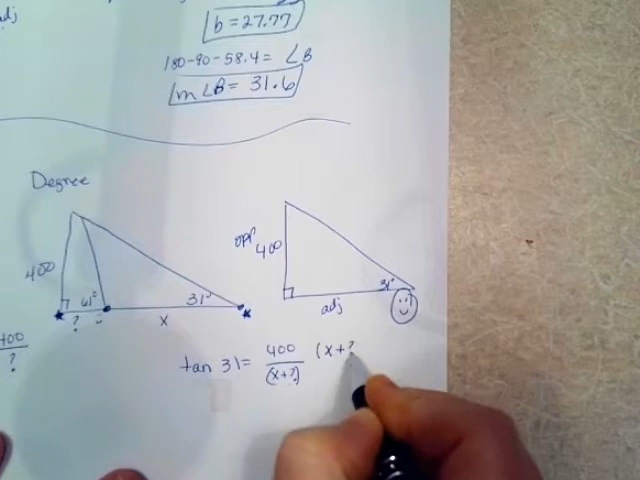 adj
b = 27.77
180-90-58.4 = ∠B
m∠B = 31.6
Degree
400
61°
31°
?
x
opp
400
31°
adj
400
?
tan 31 = 400/(x+?) (x+?